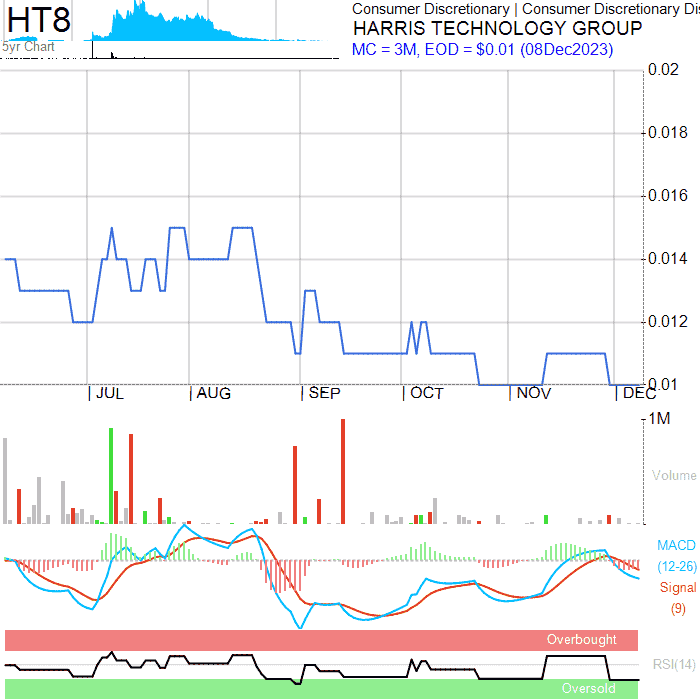 HT8
5yr Chart
Consumer Discretionary | Consumer Discretionary Dis
HARRIS TECHNOLOGY GROUP
MC = 3M, EOD = $0.01 (08Dec2023)
0.02
0.018
0.016
0.014
0.012
0.01
JUL AUG SEP OCT NOV DEC
1M
Volume
MACD
(12-26)
Signal
(9)
Overbought
RSI(14)
Oversold